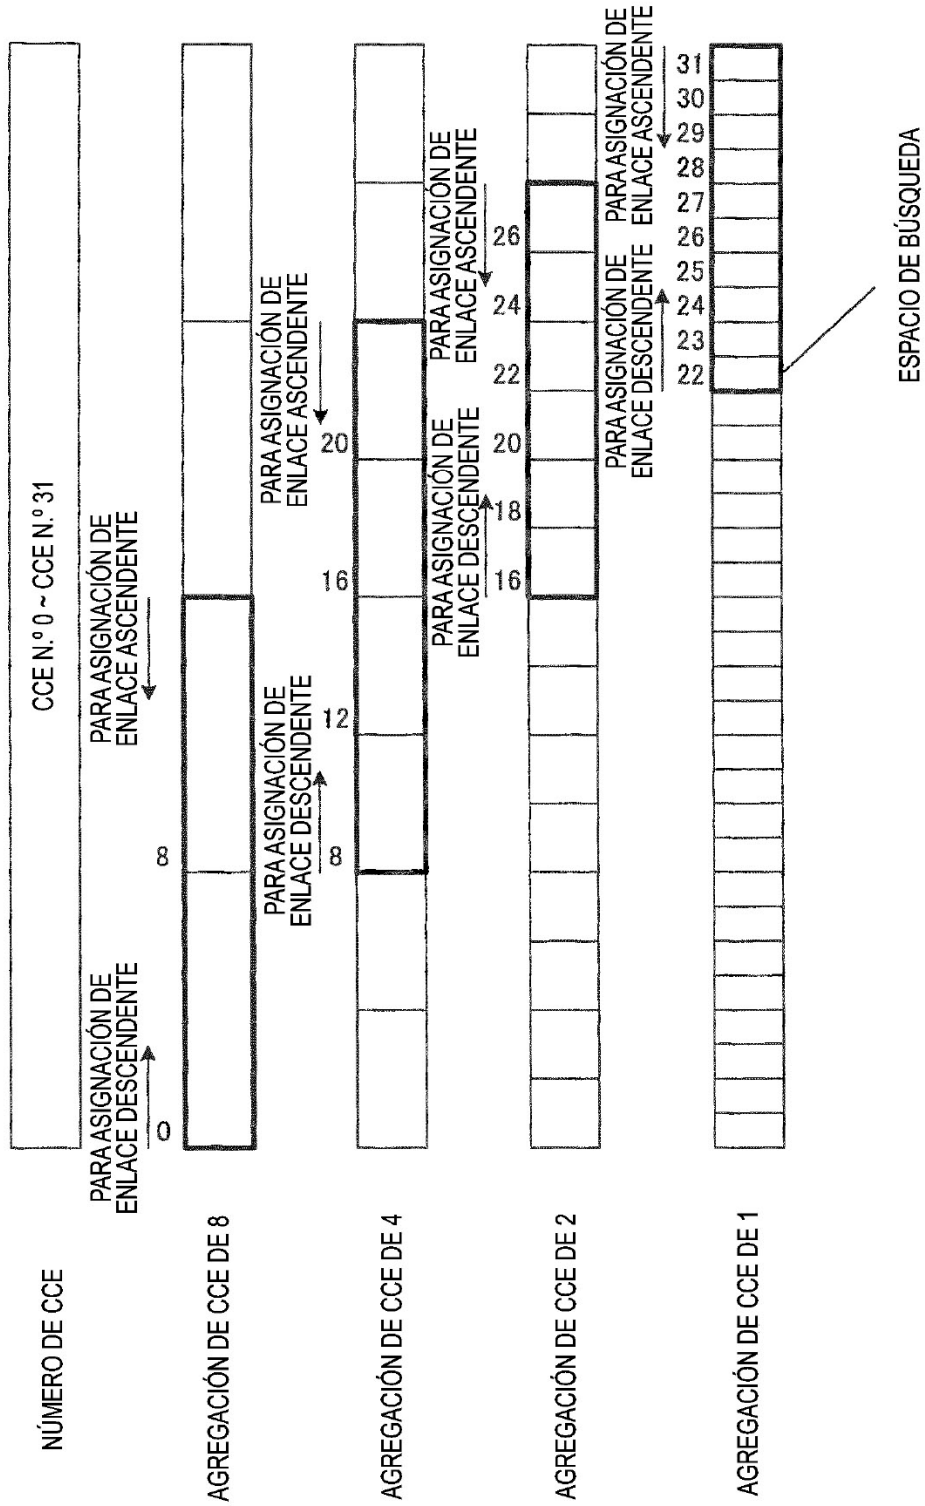 NÚMERO DE CCE
CCE N.º 0 ~ CCE N.º 31
PARA ASIGNACIÓN DE
ENLACE DESCENDENTE
PARA ASIGNACIÓN DE
ENLACE ASCENDENTE
0
8
AGREGACIÓN DE CCE DE 8
PARA ASIGNACIÓN DE
ENLACE DESCENDENTE
PARA ASIGNACIÓN DE
ENLACE ASCENDENTE
8
12
16
20
AGREGACIÓN DE CCE DE 4
PARA ASIGNACIÓN DE
ENLACE DESCENDENTE
PARA ASIGNACIÓN DE
ENLACE ASCENDENTE
16
18
20
22
24
26
AGREGACIÓN DE CCE DE 2
PARA ASIGNACIÓN DE
ENLACE DESCENDENTE
PARA ASIGNACIÓN DE
ENLACE ASCENDENTE
22
23
24
25
26
27
28
29
30
31
AGREGACIÓN DE CCE DE 1
ESPACIO DE BÚSQUEDA